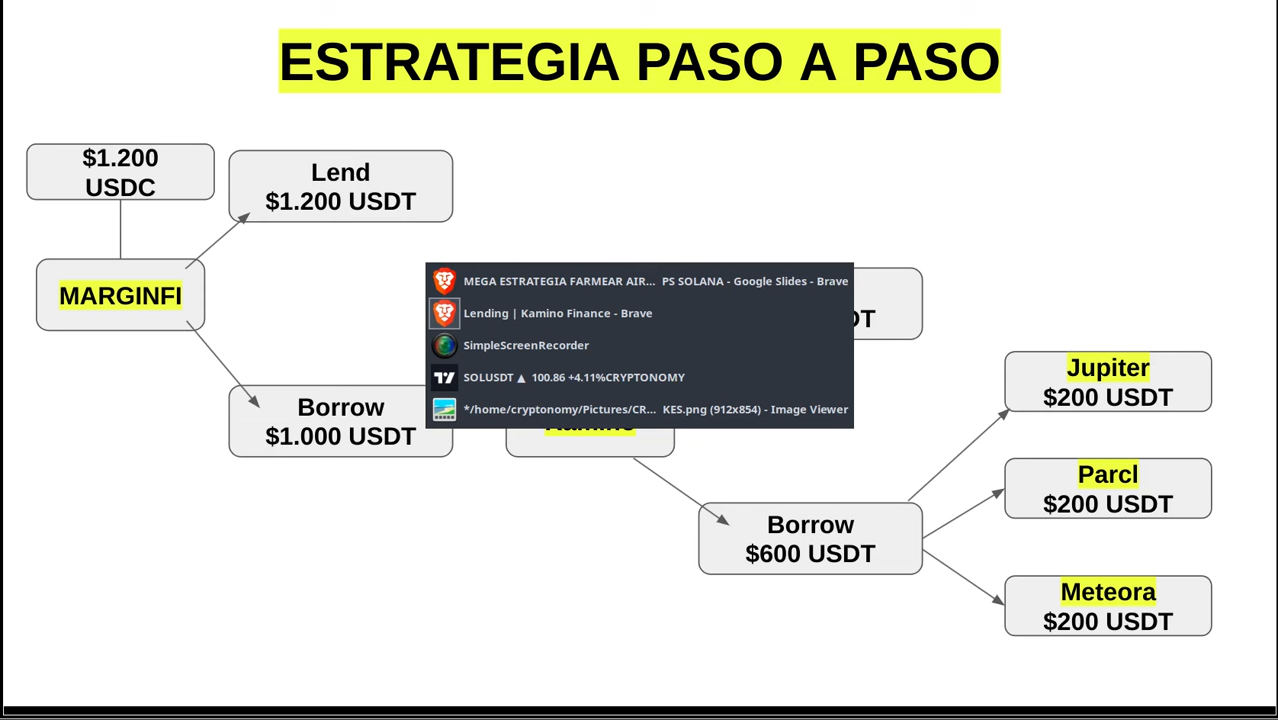 ESTRATEGIA PASO A PASO
$1.200
USDC
Lend
$1.200 USDT
MARGINFI
MEGA ESTRATEGIA FARMEAR AIR... PS SOLANA - Google Slides - Brave
Lending | Kamino Finance - Brave
SimpleScreenRecorder
SOLUSDT ▲ 100.86 +4.11%CRYPTONOMY
*/home/cryptonomy/Pictures/CR... KES.png (912x854) - Image Viewer
Borrow
$1.000 USDT
Borrow
$600 USDT
Jupiter
$200 USDT
Parcl
$200 USDT
Meteora
$200 USDT